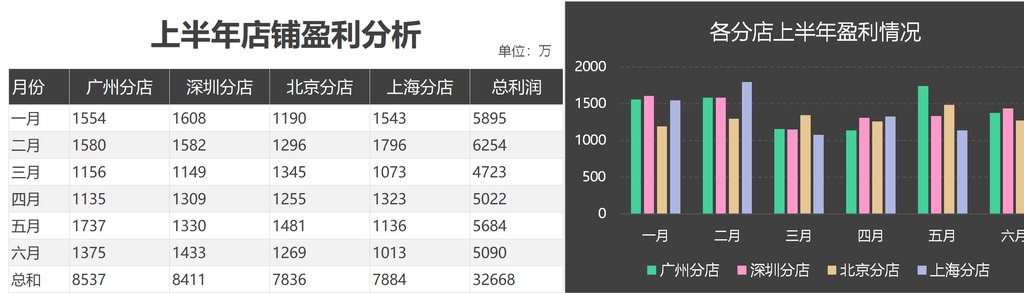 上半年店铺盈利分析
单位：万
月份 广州分店 深圳分店 北京分店 上海分店 总利润
一月 1554 1608 1190 1543 5895
二月 1580 1582 1296 1796 6254
三月 1156 1149 1345 1073 4723
四月 1135 1309 1255 1323 5022
五月 1737 1330 1481 1136 5684
六月 1375 1433 1269 1013 5090
总和 8537 8411 7836 7884 32668
各分店上半年盈利情况
2000
1500
1000
500
0
一月 二月 三月 四月 五月 六月
广州分店 深圳分店 北京分店 上海分店